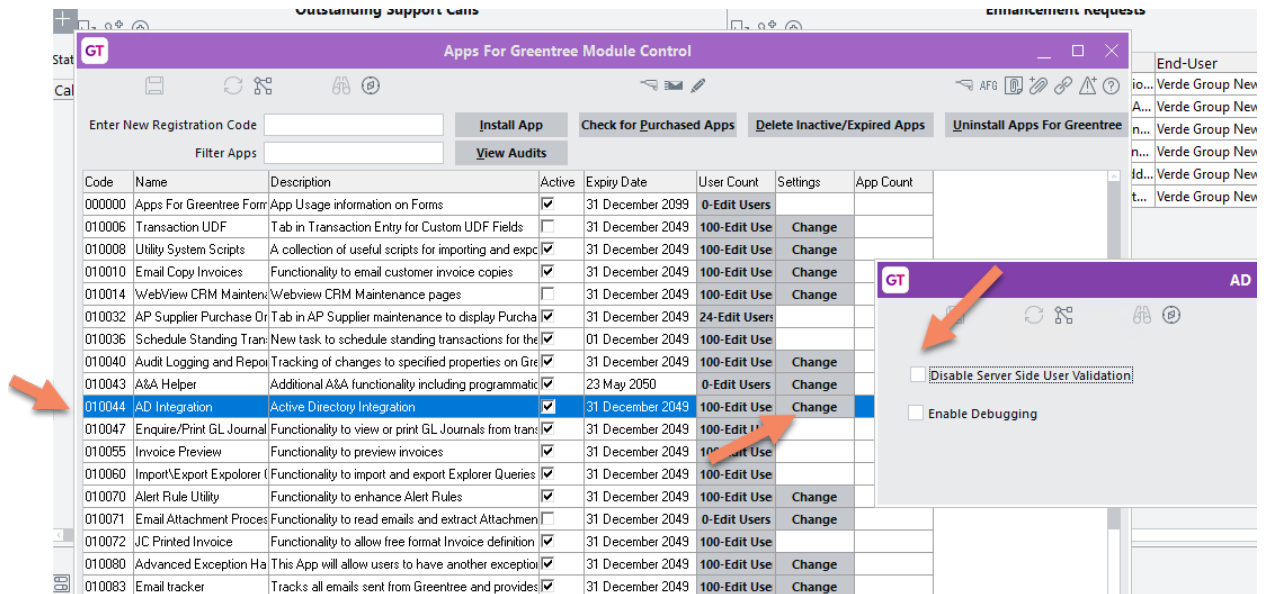 Outstanding Support Calls
Enhancement Requests
GT Apps For Greentree Module Control
Stat
End-User
Cal
AFG
Verde Group New
Verde Group New
Verde Group New
Verde Group New
Verde Group New
Verde Group New
Enter New Registration Code Install App Check for Purchased Apps Delete Inactive/Expired Apps Uninstall Apps For Greentree
Filter Apps View Audits
Code Name Description Active Expiry Date User Count Settings App Count
000000 Apps For Greentree Form App Usage information on Forms 31 December 2099 0-Edit Users
010006 Transaction UDF Tab in Transaction Entry for Custom UDF Fields 31 December 2049 100-Edit Use Change
010008 Utility System Scripts A collection of useful scripts for importing and expo 31 December 2049 100-Edit Use Change
010010 Email Copy Invoices Functionality to email customer invoice copies 31 December 2049 100-Edit Use Change
010014 WebView CRM Mainten Webview CRM Maintenance pages 31 December 2049 100-Edit Use Change
010032 AP Supplier Purchase Or Tab in AP Supplier maintenance to display Purcha 31 December 2049 24-Edit Users
010036 Schedule Standing Tran New task to schedule standing transactions for the 01 December 2049 100-Edit Use
010040 Audit Logging and Repor Tracking of changes to specified properties on Gre 31 December 2049 100-Edit Use Change
010043 A&A Helper Additional A&A functionality including programmatic 23 May 2050 0-Edit Users Change
010044 AD Integration Active Directory Integration 31 December 2049 100-Edit Use Change
010047 Enquire/Print GL Journal Functionality to view or print GL Journals from trans 31 December 2049 100-Edit
010055 Invoice Preview Functionality to preview invoices 31 December 2049 100-Edit Use
010060 Import\Export Expolorer ( Functionality to import and export Explorer Queries 31 December 2049 100-Edit Use
010070 Alert Rule Utility Functionality to enhance Alert Rules 31 December 2049 100-Edit Use Change
010071 Email Attachment Proces Functionality to read emails and extract Attachmen 31 December 2049 0-Edit Users Change
010072 JC Printed Invoice Functionality to allow free format Invoice definition 31 December 2049 100-Edit Use
010080 Advanced Exception Ha This App will allow users to have another exception 31 December 2049 100-Edit Use Change
010083 Email tracker Tracks all emails sent from Greentree and provides 31 December 2049 100-Edit Use Change
GT AD
Disable Server Side User Validation
Enable Debugging